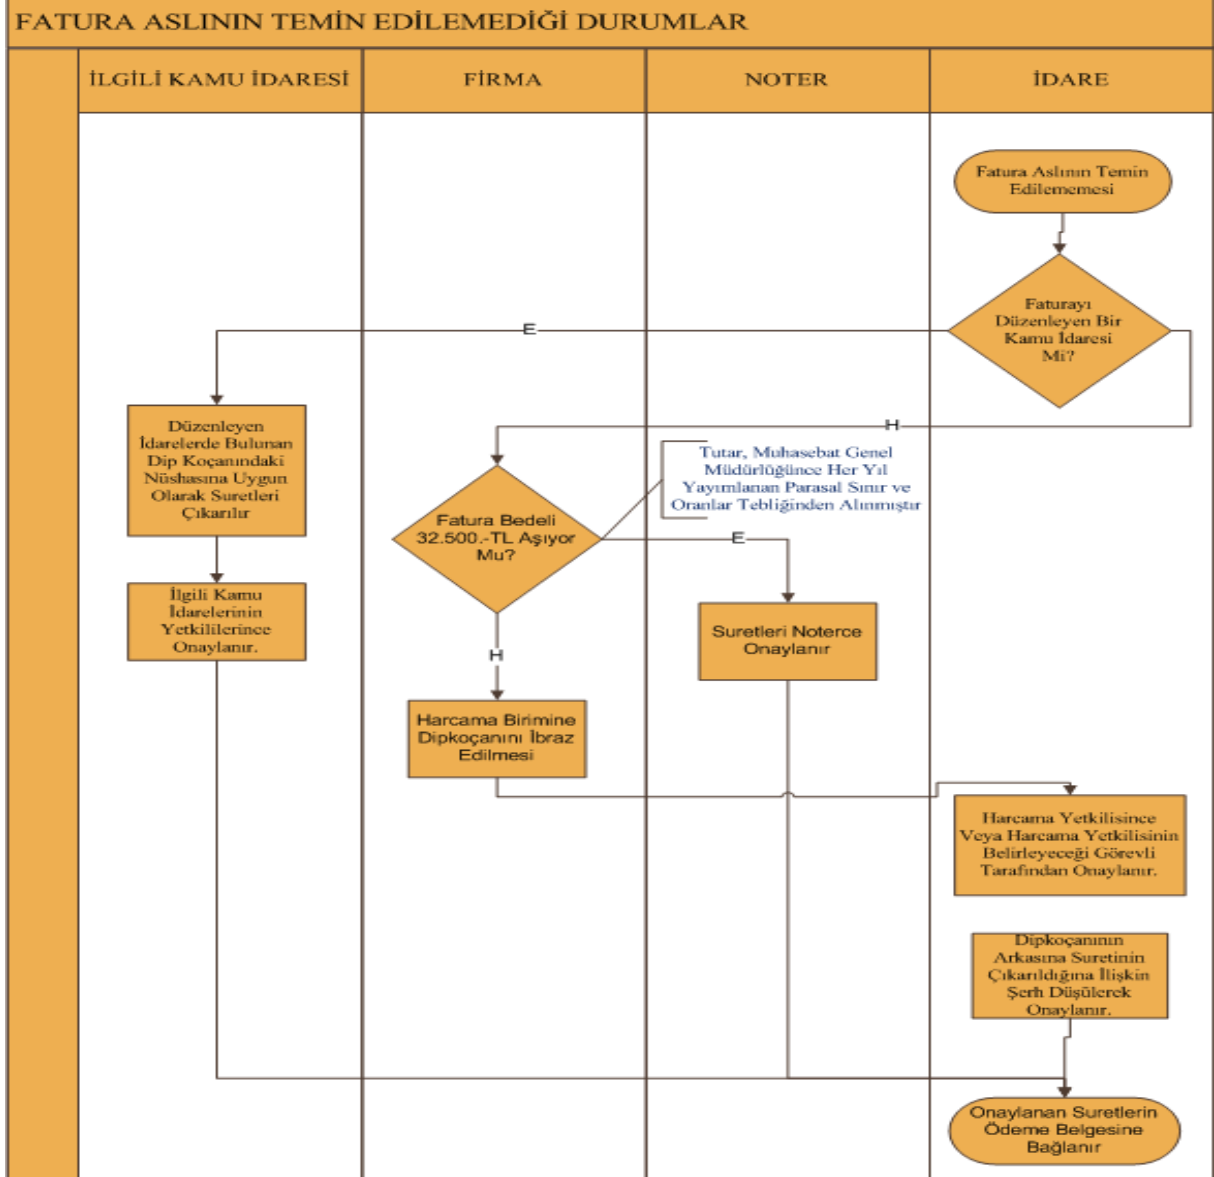 FATURA ASLININ TEMİN EDİLEMEDİĞİ DURUMLAR
İLGİLİ KAMU İDARESİ
FİRMA
NOTER
İDARE
Fatura Aslının Temin
Edilememesi
Faturayı
Düzenleyen Bir
Kamu İdaresi
Mi?
E
H
Düzenleyen
İdarelerde Bulunan
Dip Koçanındaki
Nüshasına Uygun
Olarak Suretleri
Çıkarılır
Tutar, Muhasebat Genel
Müdürlüğünce Her Yıl
Yayımlanan Parasal Sınır ve
Oranlar Tebliğinden Alınmıştır
Fatura Bedeli
32.500.-TL Aşıyor
Mu?
E
H
İlgili Kamu
İdarelerinin
Yetkililerince
Onaylanır.
Suretleri Noterce
Onaylanır
Harcama Birimine
Dipkoçanını İbraz
Edilmesi
Harcama Yetkilisince
Veya Harcama Yetkilisinin
Belirleyeceği Görevli
Tarafından Onaylanır.
Dipkoçanının
Arkasına Suretinin
Çıkarıldığına İlişkin
Şerh Düşülerek
Onaylanır.
Onaylanan Suretlerin
Ödeme Belgesine
Bağlanır